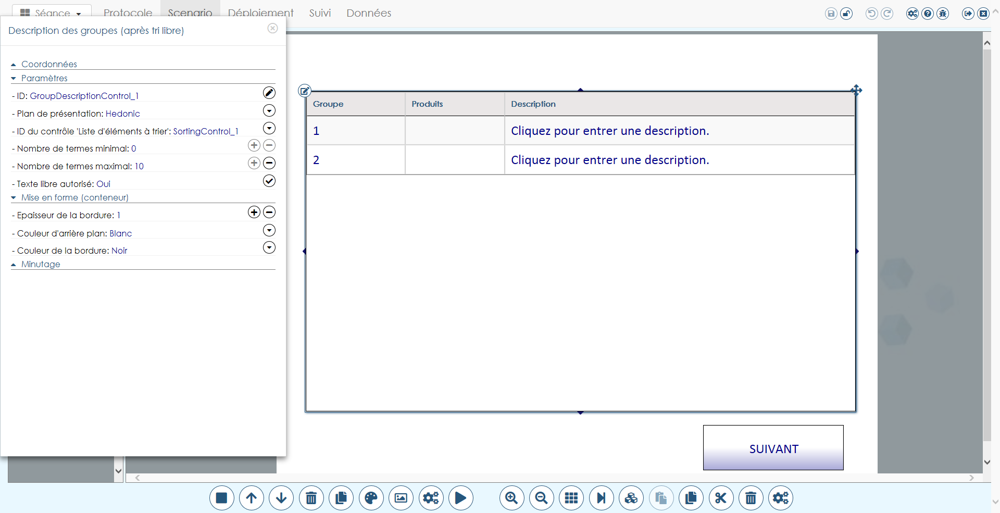 Séance
Protocole
Scenario
Déploiement
Suivi
Données
Description des groupes (après tri libre)
Coordonnées
Paramètres
- ID: GroupDescriptionControl_1
- Plan de présentation: Hedonic
- ID du contrôle 'Liste d'éléments à trier': SortingControl_1
- Nombre de termes minimal: 0
- Nombre de termes maximal: 10
- Texte libre autorisé: Oui
Mise en forme (conteneur)
- Epaisseur de la bordure: 1
- Couleur d'arrière plan: Blanc
- Couleur de la bordure: Noir
Minutage
Groupe Produits Description
1 Cliquez pour entrer une description.
2 Cliquez pour entrer une description.
SUIVANT